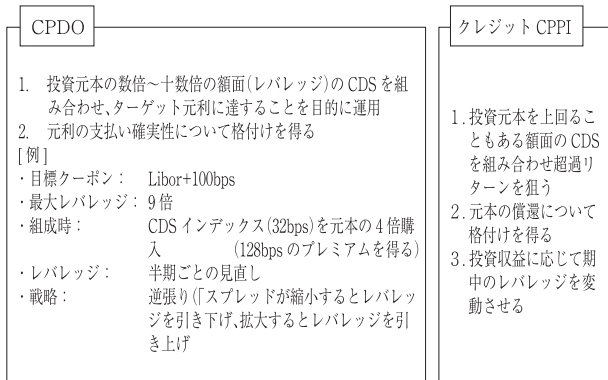 CPDO
1. 投資元本の数倍～十数倍の額面(レバレッジ)の CDS を組
み合わせ、ターゲット元利に達することを目的に運用
2. 元利の支払い確実性について格付けを得る
[ 例 ]
・目標クーポン： Libor+100bps
・最大レバレッジ：9 倍
・組成時： CDS インデックス(32bps)を元本の 4 倍購
入 (128bps のプレミアムを得る)
・レバレッジ： 半期ごとの見直し
・戦略： 逆張り(「スプレッドが縮小するとレバレッ
ジを引き下げ、拡大するとレバレッジを引
き上げ
クレジット CPPI
1. 投資元本を上回るこ
ともある額面の CDS
を組み合わせ超過リ
ターンを狙う
2. 元本の償還について
格付けを得る
3. 投資収益に応じて期
中のレバレッジを変
動させる